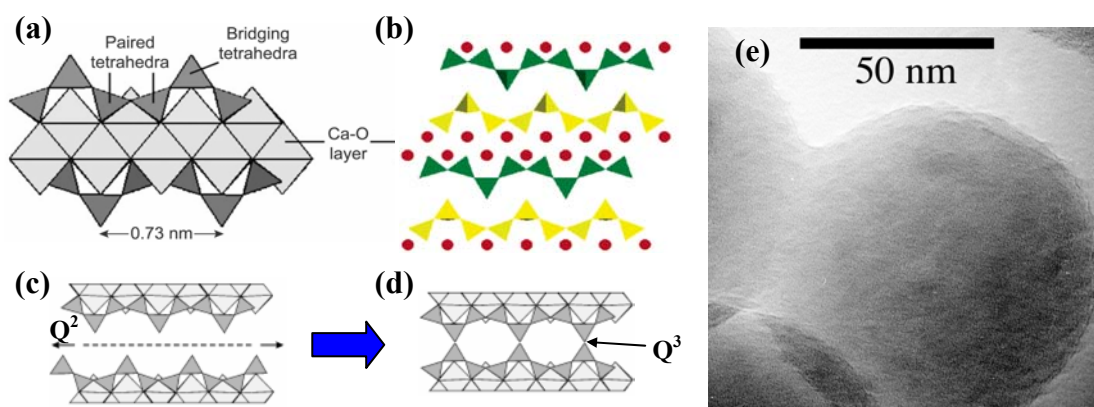 (a)
Paired
tetrahedra
Bridging
tetrahedra
Ca-O
layer
0.73 nm
(b)
(c)
Q2
(d)
Q3
(e)
50 nm